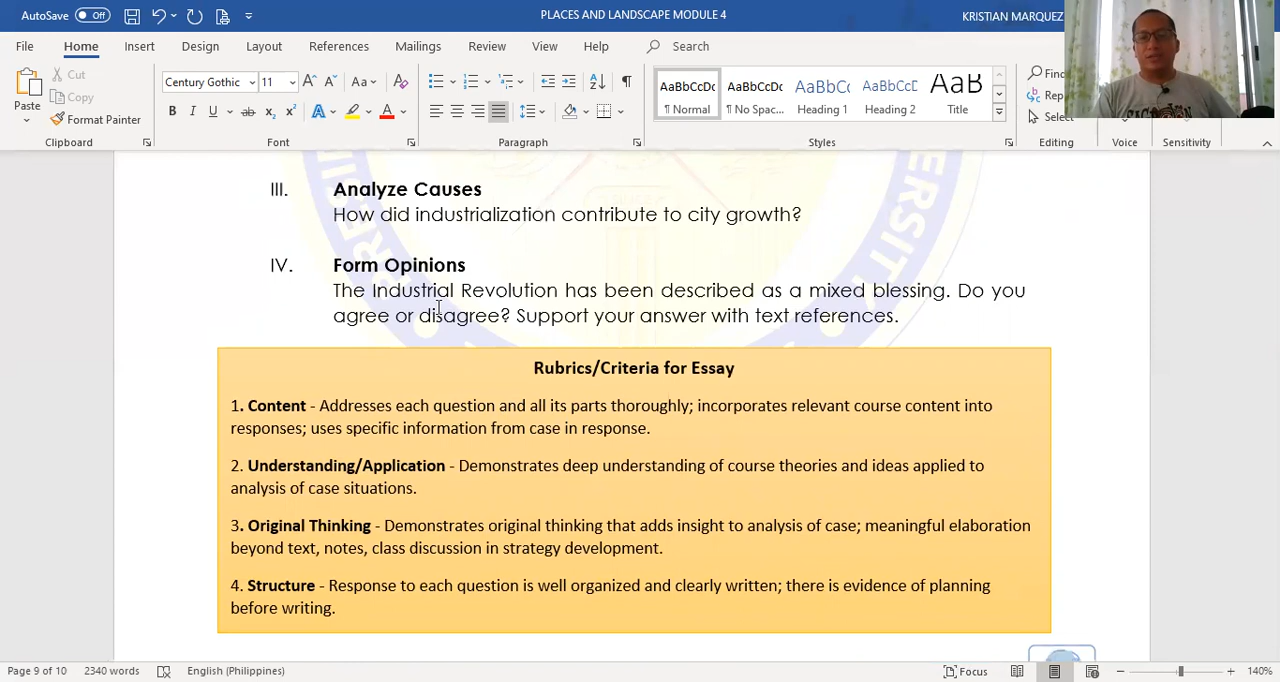 AutoSave Off PLACES AND LANDSCAPE MODULE 4 KRISTIAN MARQUEZ
File Home Insert Design Layout References Mailings Review View Help Search
Century Gothic 11 Aa
Paste Cut Copy Format Painter
B I U ab x₂ x² A A
AaBbCcDc AaBbCcDc AaBbCc AaBbCcD AaB
¶ Normal ¶ No Spac... Heading 1 Heading 2 Title
Find
Rep
Select
Clipboard Font Paragraph Styles Editing Voice Sensitivity
III. Analyze Causes
How did industrialization contribute to city growth?
IV. Form Opinions
The Industrial Revolution has been described as a mixed blessing. Do you
agree or disagree? Support your answer with text references.
Rubrics/Criteria for Essay
1. Content - Addresses each question and all its parts thoroughly; incorporates relevant course content into
responses; uses specific information from case in response.
2. Understanding/Application - Demonstrates deep understanding of course theories and ideas applied to
analysis of case situations.
3. Original Thinking - Demonstrates original thinking that adds insight to analysis of case; meaningful elaboration
beyond text, notes, class discussion in strategy development.
4. Structure - Response to each question is well organized and clearly written; there is evidence of planning
before writing.
Page 9 of 10 2340 words English (Philippines) Focus 140%